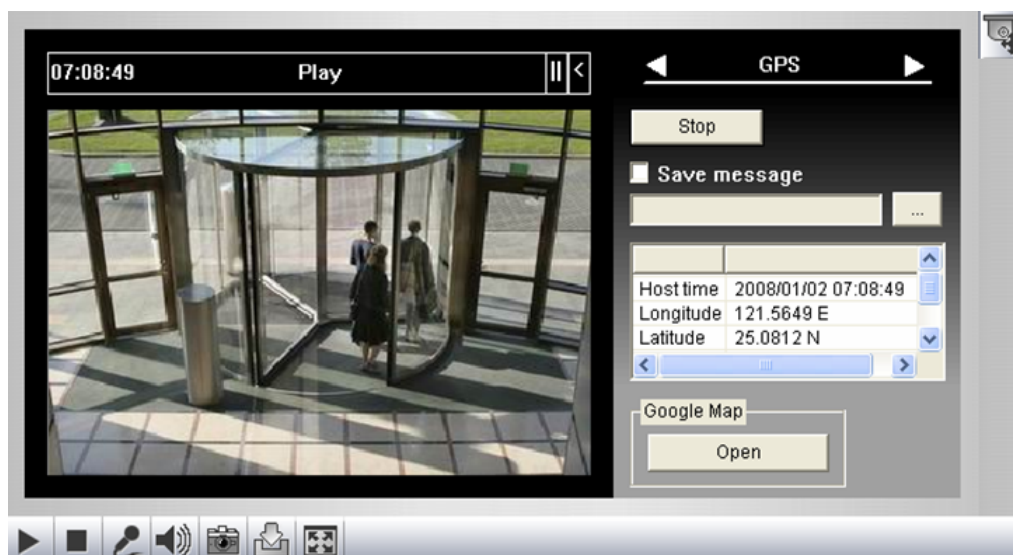 07:08:49 Play
GPS
Stop
Save message
...
Host time 2008/01/02 07:08:49
Longitude 121.5649 E
Latitude 25.0812 N
Google Map
Open